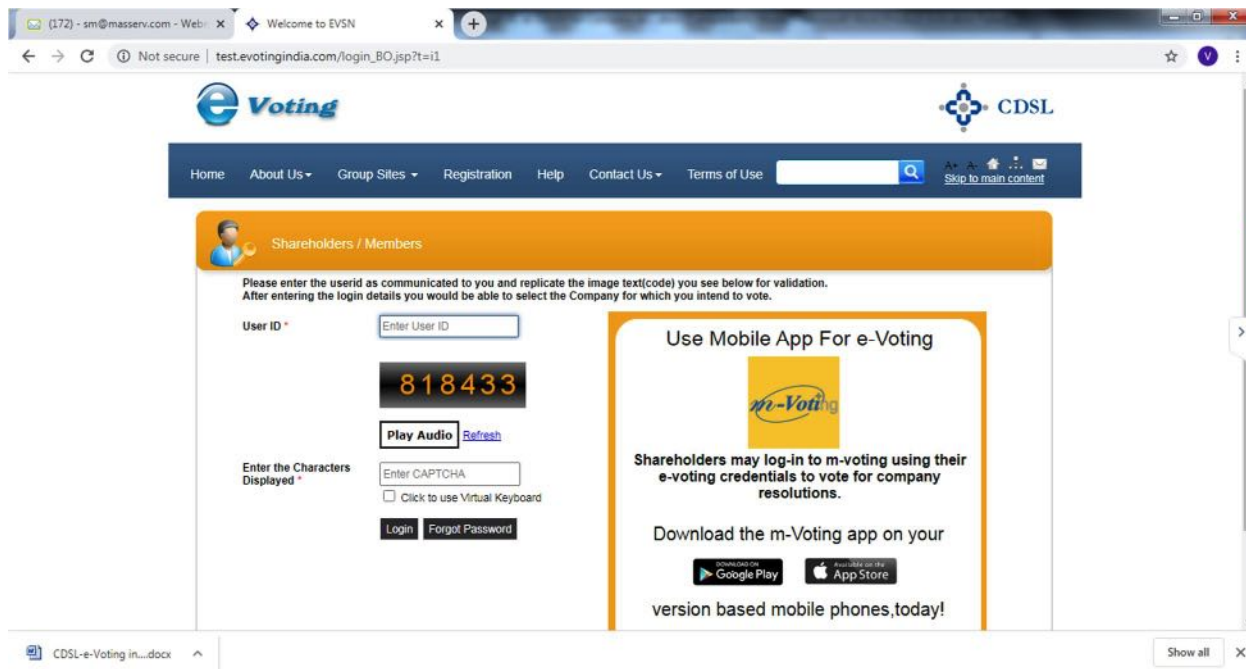 (172) - sm@masserv.com - Web
Welcome to EVSN
Not secure | test.evotingindia.com/login_BO.jsp?t=i1
V
e Voting
CDSL
Home About Us Group Sites Registration Help Contact Us Terms of Use
A+ A-
Skip to main content
Shareholders / Members
Please enter the userid as communicated to you and replicate the image text(code) you see below for validation.
After entering the login details you would be able to select the Company for which you intend to vote.
User ID *
Enter User ID
818433
Play Audio Refresh
Enter the Characters
Displayed *
Enter CAPTCHA
Click to use Virtual Keyboard
Login Forgot Password
Use Mobile App For e-Voting
m-Voting
Shareholders may log-in to m-voting using their
e-voting credentials to vote for company
resolutions.
Download the m-Voting app on your
DOWNLOAD ON
Google Play
Available on the
App Store
version based mobile phones,today!
CDSL-e-Voting in....docx
Show all